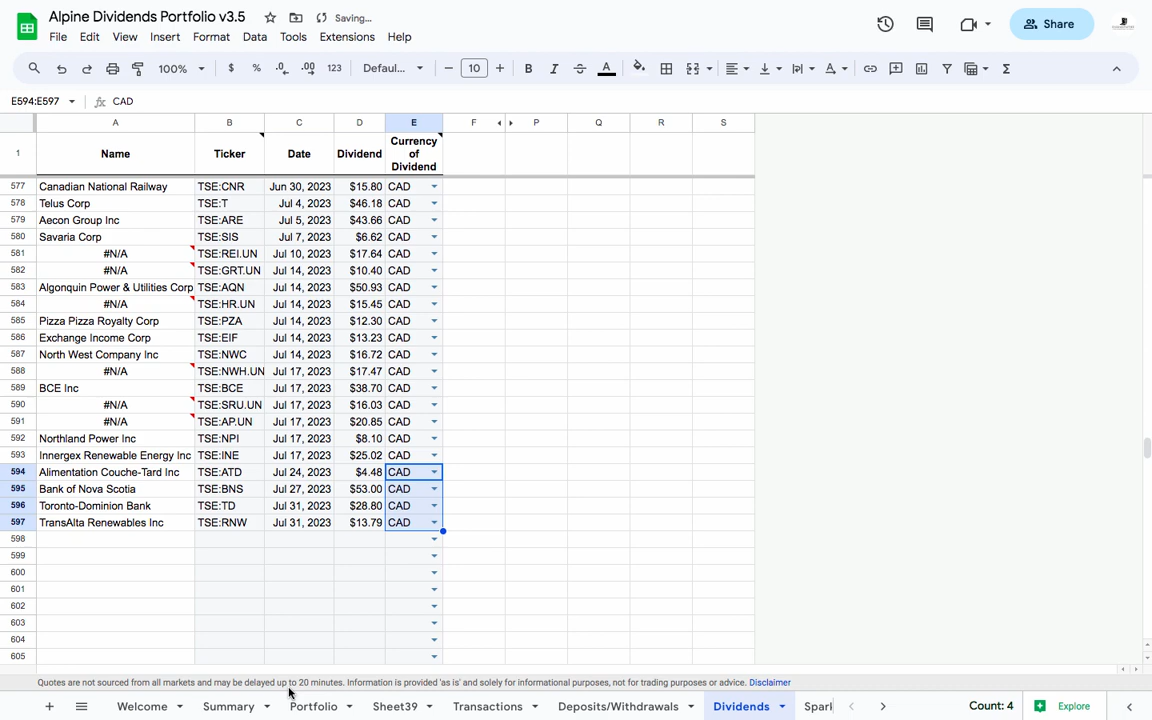 Alpine Dividends Portfolio v3.5 Saving...
Share
File Edit View Insert Format Data Tools Extensions Help
100% $ % .0 .00 123 Defaul... 10 B I A Σ
E594:E597 fx CAD
A B C D E F P Q R S
1 Name Ticker Date Dividend Currency of Dividend
577 Canadian National Railway TSE:CNR Jun 30, 2023 $15.80 CAD
578 Telus Corp TSE:T Jul 4, 2023 $46.18 CAD
579 Aecon Group Inc TSE:ARE Jul 5, 2023 $43.66 CAD
580 Savaria Corp TSE:SIS Jul 7, 2023 $6.62 CAD
581 #N/A TSE:REI.UN Jul 10, 2023 $17.64 CAD
582 #N/A TSE:GRT.UN Jul 14, 2023 $10.40 CAD
583 Algonquin Power & Utilities Corp TSE:AQN Jul 14, 2023 $50.93 CAD
584 #N/A TSE:HR.UN Jul 14, 2023 $15.45 CAD
585 Pizza Pizza Royalty Corp TSE:PZA Jul 14, 2023 $12.30 CAD
586 Exchange Income Corp TSE:EIF Jul 14, 2023 $13.23 CAD
587 North West Company Inc TSE:NWC Jul 14, 2023 $16.72 CAD
588 #N/A TSE:NWH.UN Jul 17, 2023 $17.47 CAD
589 BCE Inc TSE:BCE Jul 17, 2023 $38.70 CAD
590 #N/A TSE:SRU.UN Jul 17, 2023 $16.03 CAD
591 #N/A TSE:AP.UN Jul 17, 2023 $20.85 CAD
592 Northland Power Inc TSE:NPI Jul 17, 2023 $8.10 CAD
593 Innergex Renewable Energy Inc TSE:INE Jul 17, 2023 $25.02 CAD
594 Alimentation Couche-Tard Inc TSE:ATD Jul 24, 2023 $4.48 CAD
595 Bank of Nova Scotia TSE:BNS Jul 27, 2023 $53.00 CAD
596 Toronto-Dominion Bank TSE:TD Jul 31, 2023 $28.80 CAD
597 TransAlta Renewables Inc TSE:RNW Jul 31, 2023 $13.79 CAD
598
599
600
601
602
603
604
605
Quotes are not sourced from all markets and may be delayed up to 20 minutes. Information is provided 'as is' and solely for informational purposes, not for trading purposes or advice. Disclaimer
Welcome Summary Portfolio Sheet39 Transactions Deposits/Withdrawals Dividends Spark Count: 4 Explore